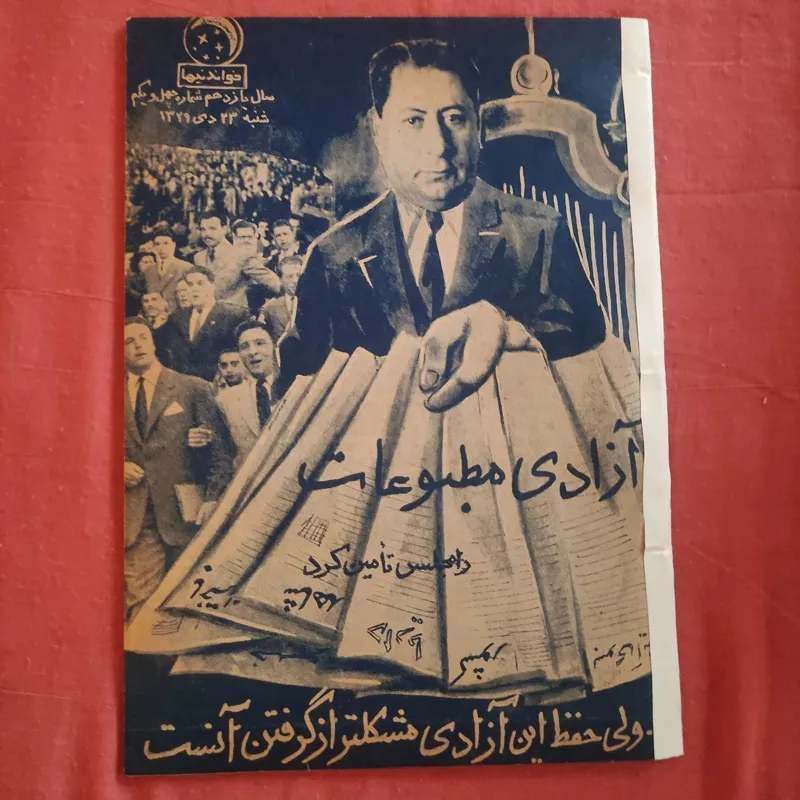 خواندنیها
سال یازدهم شماره چهل و یکم
شنبه ۲۳ دی ۱۳۲۹
آزادی مطبوعات
را مجلس تأمین کرد
ولی حفظ این آزادی مشکلتر از گرفتن آنست